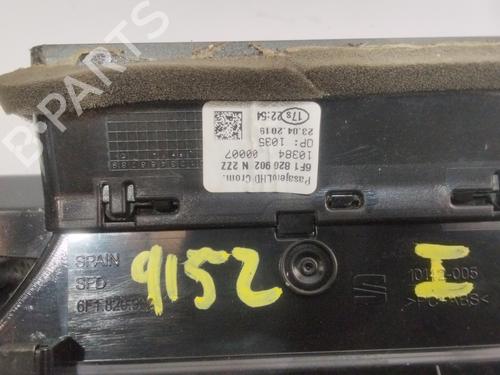 B-PARTS
17s 22:54
23.04.2019
OP: 1035
10384 00007
6F1 820 902 N ZZZ
PasajeroLHD Crom.
SPAIN
SFD
9152
I
>PC+ABS<